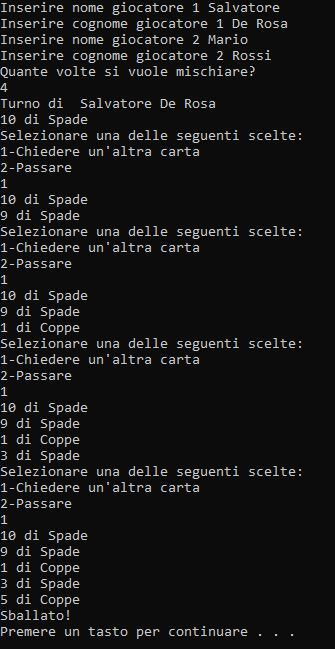 Inserire nome giocatore 1 Salvatore
Inserire cognome giocatore 1 De Rosa
Inserire nome giocatore 2 Mario
Inserire cognome giocatore 2 Rossi
Quante volte si vuole mischiare?
4
Turno di  Salvatore De Rosa
10 di Spade
Selezionare una delle seguenti scelte:
1-Chiedere un'altra carta
2-Passare
1
10 di Spade
9 di Spade
Selezionare una delle seguenti scelte:
1-Chiedere un'altra carta
2-Passare
1
10 di Spade
9 di Spade
1 di Coppe
Selezionare una delle seguenti scelte:
1-Chiedere un'altra carta
2-Passare
1
10 di Spade
9 di Spade
1 di Coppe
3 di Spade
Selezionare una delle seguenti scelte:
1-Chiedere un'altra carta
2-Passare
1
10 di Spade
9 di Spade
1 di Coppe
3 di Spade
5 di Coppe
Sballato!
Premere un tasto per continuare . . .